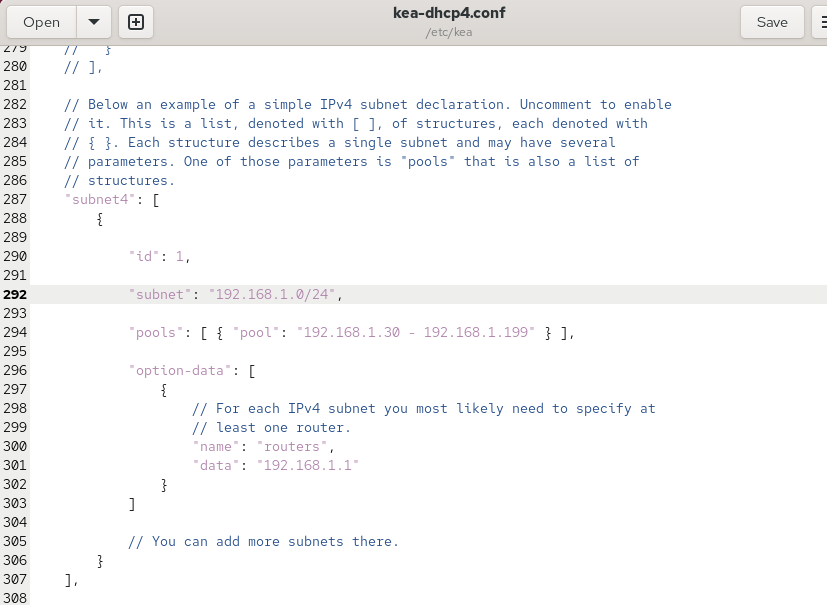 Open
kea-dhcp4.conf
/etc/kea
Save
279 //   }
280 // ],
281
282 // Below an example of a simple IPv4 subnet declaration. Uncomment to enable
283 // it. This is a list, denoted with [ ], of structures, each denoted with
284 // { }. Each structure describes a single subnet and may have several
285 // parameters. One of those parameters is "pools" that is also a list of
286 // structures.
287 "subnet4": [
288 {
289
290 "id": 1,
291
292 "subnet": "192.168.1.0/24",
293
294 "pools": [ { "pool": "192.168.1.30 - 192.168.1.199" } ],
295
296 "option-data": [
297 {
298 // For each IPv4 subnet you most likely need to specify at
299 // least one router.
300 "name": "routers",
301 "data": "192.168.1.1"
302 }
303 ]
304
305 // You can add more subnets there.
306 }
307 ],
308